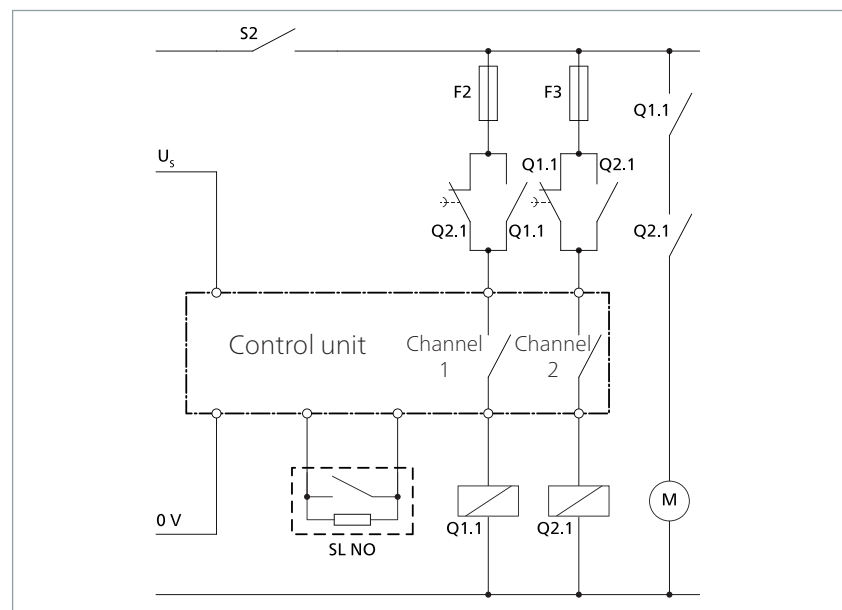 S2
F2
F3
Q1.1
U_s
Q1.1
Q2.1
Q2.1
Q1.1
Q2.1
Control unit
Channel
1
Channel
2
0 V
SL NO
Q1.1
Q2.1
M